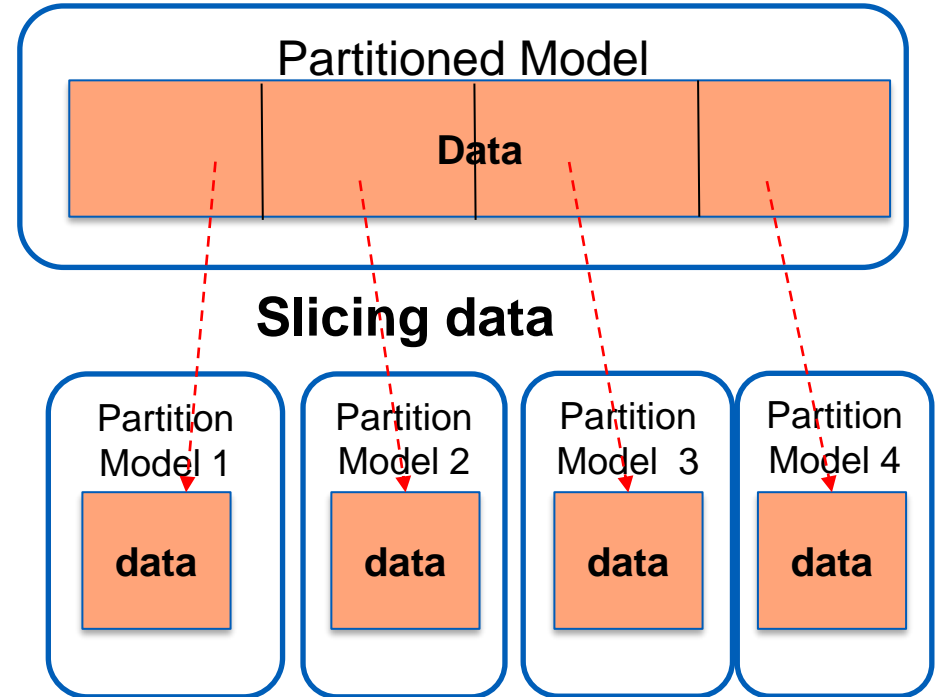 Partitioned Model
Data
Slicing data
Partition
Model 1
Partition
Model 2
Partition
Model  3
Partition
Model 4
data
data
data
data